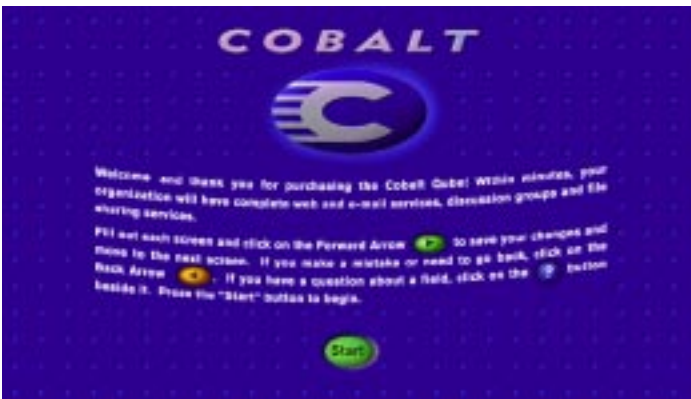 COBALT
C
Welcome and thank you for purchasing the Cobalt Qube! Within minutes, your
organization will have complete web and e-mail services, discussion groups and file
sharing services.
Fill out each screen and click on the Forward Arrow to save your changes and
move to the next screen. If you make a mistake or need to go back, click on the
Back Arrow . If you have a question about a field, click on the ? button
beside it. Press the "Start" button to begin.
Start